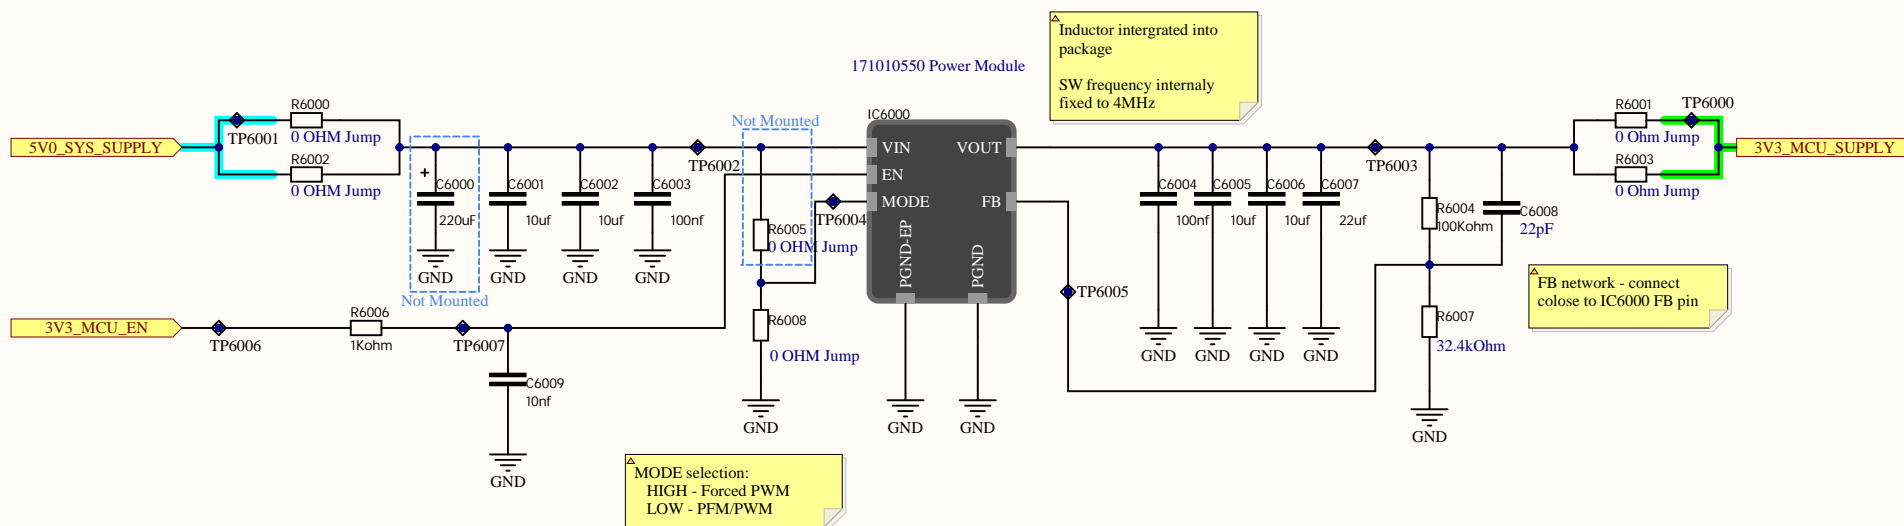 Inductor intergrated into
package
SW frequency internaly
fixed to 4MHz
171010550 Power Module
R6000
TP6001
0 OHM Jump
5V0_SYS_SUPPLY
R6002
0 OHM Jump
Not Mounted
+
C6000
220uF
GND
Not Mounted
C6001
10uf
GND
C6002
10uf
GND
C6003
100nf
GND
TP6002
R6005
0 OHM Jump
TP6004
IC6000
VIN
EN
MODE
PGND-EP
PGND
VOUT
FB
GND
GND
TP6005
C6004
100nf
GND
C6005
10uf
GND
C6006
10uf
GND
C6007
22uf
GND
TP6003
R6004
100Kohm
C6008
22pF
R6001
0 Ohm Jump
TP6000
R6003
0 Ohm Jump
3V3_MCU_SUPPLY
FB network - connect
colose to IC6000 FB pin
R6007
32.4kOhm
GND
3V3_MCU_EN
TP6006
R6006
1Kohm
TP6007
C6009
10nf
GND
R6008
0 OHM Jump
GND
MODE selection:
HIGH - Forced PWM
LOW - PFM/PWM